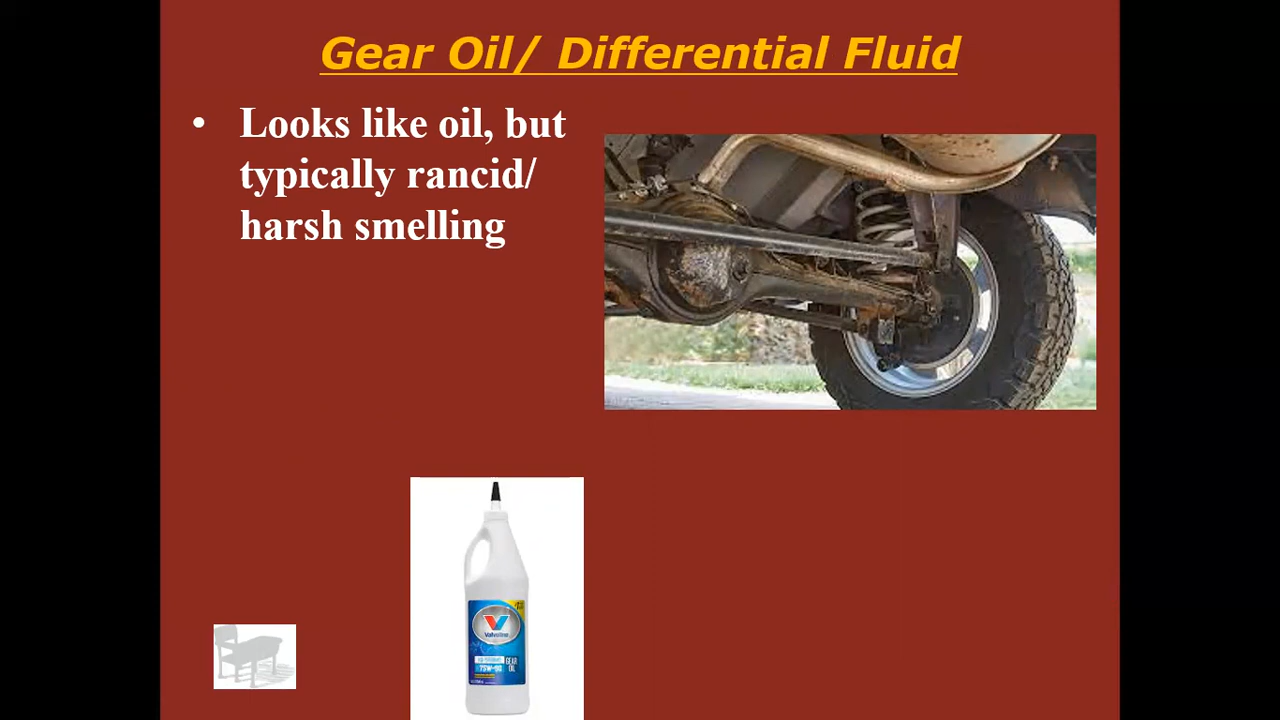 Gear Oil/ Differential Fluid
• Looks like oil, but
typically rancid/
harsh smelling
Valvoline
75W-90
GEAR
OIL